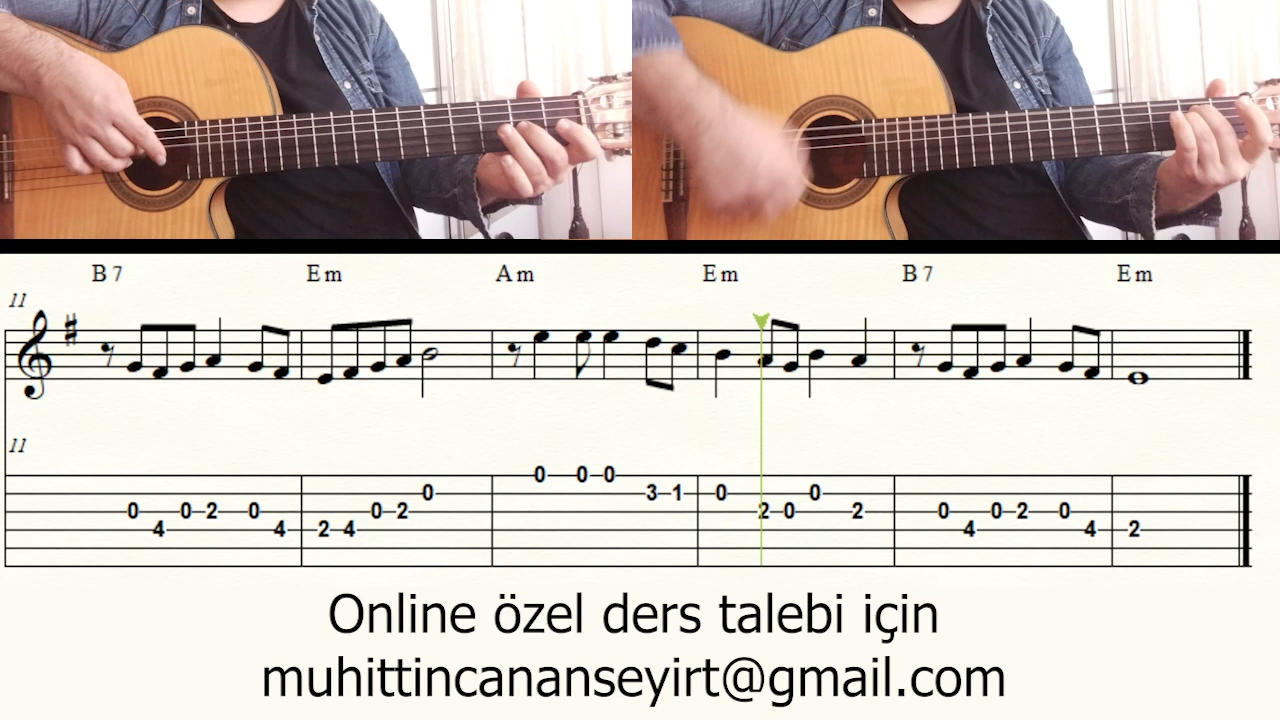 B7 Em Am Em B7 Em
11
11
0 0 0
0 3 1 0 0
0 0 2 0 0 2 2 0 2 0 0 2 0
4 4 2 4 4 4 2
Online özel ders talebi için
muhittincananseyirt@gmail.com